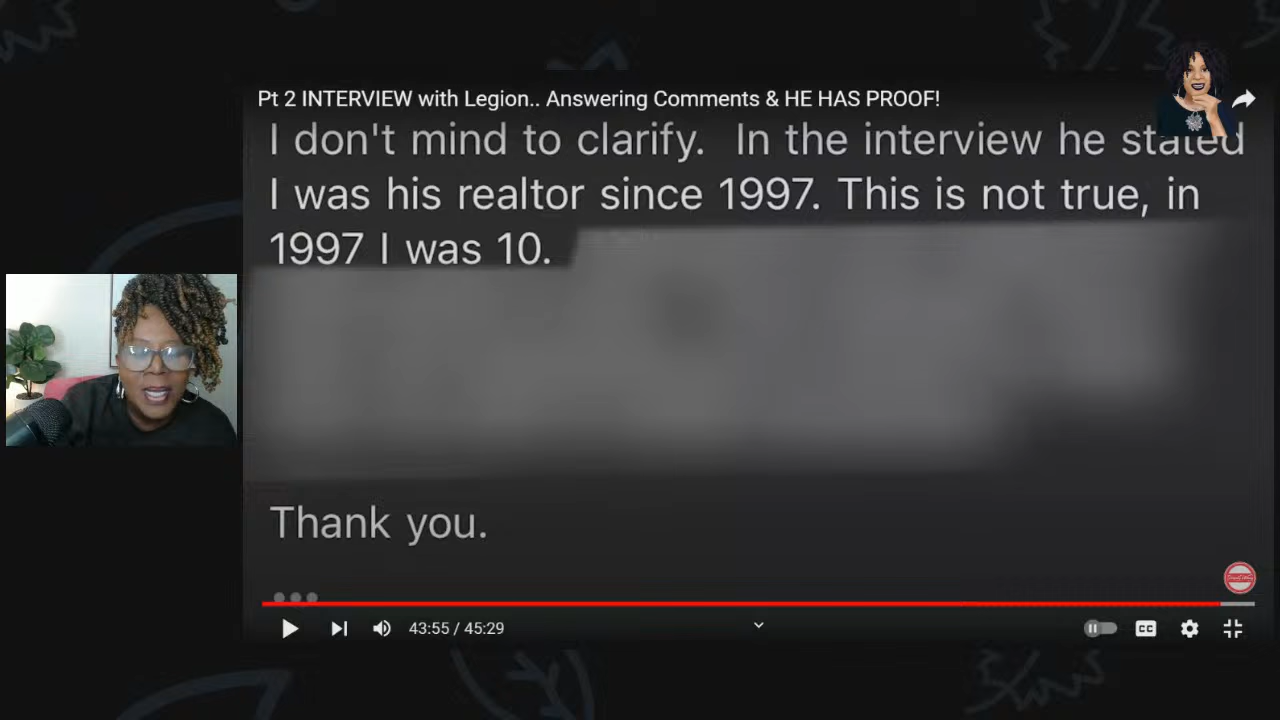 Pt 2 INTERVIEW with Legion.. Answering Comments & HE HAS PROOF!
I don't mind to clarify.  In the interview he stated
I was his realtor since 1997. This is not true, in
1997 I was 10.
Thank you.
43:55 / 45:29
CC